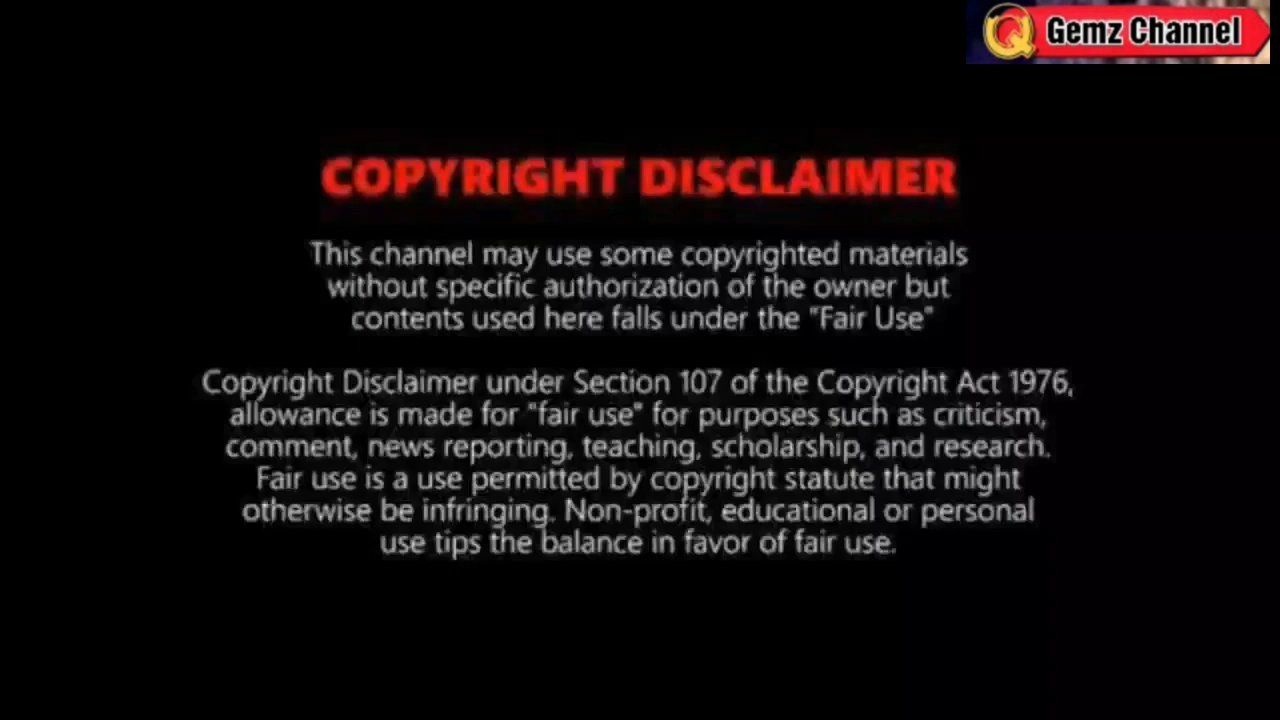 Gemz Channel
COPYRIGHT DISCLAIMER
This channel may use some copyrighted materials
without specific authorization of the owner but
contents used here falls under the "Fair Use"
Copyright Disclaimer under Section 107 of the Copyright Act 1976,
allowance is made for "fair use" for purposes such as criticism,
comment, news reporting, teaching, scholarship, and research.
Fair use is a use permitted by copyright statute that might
otherwise be infringing. Non-profit, educational or personal
use tips the balance in favor of fair use.